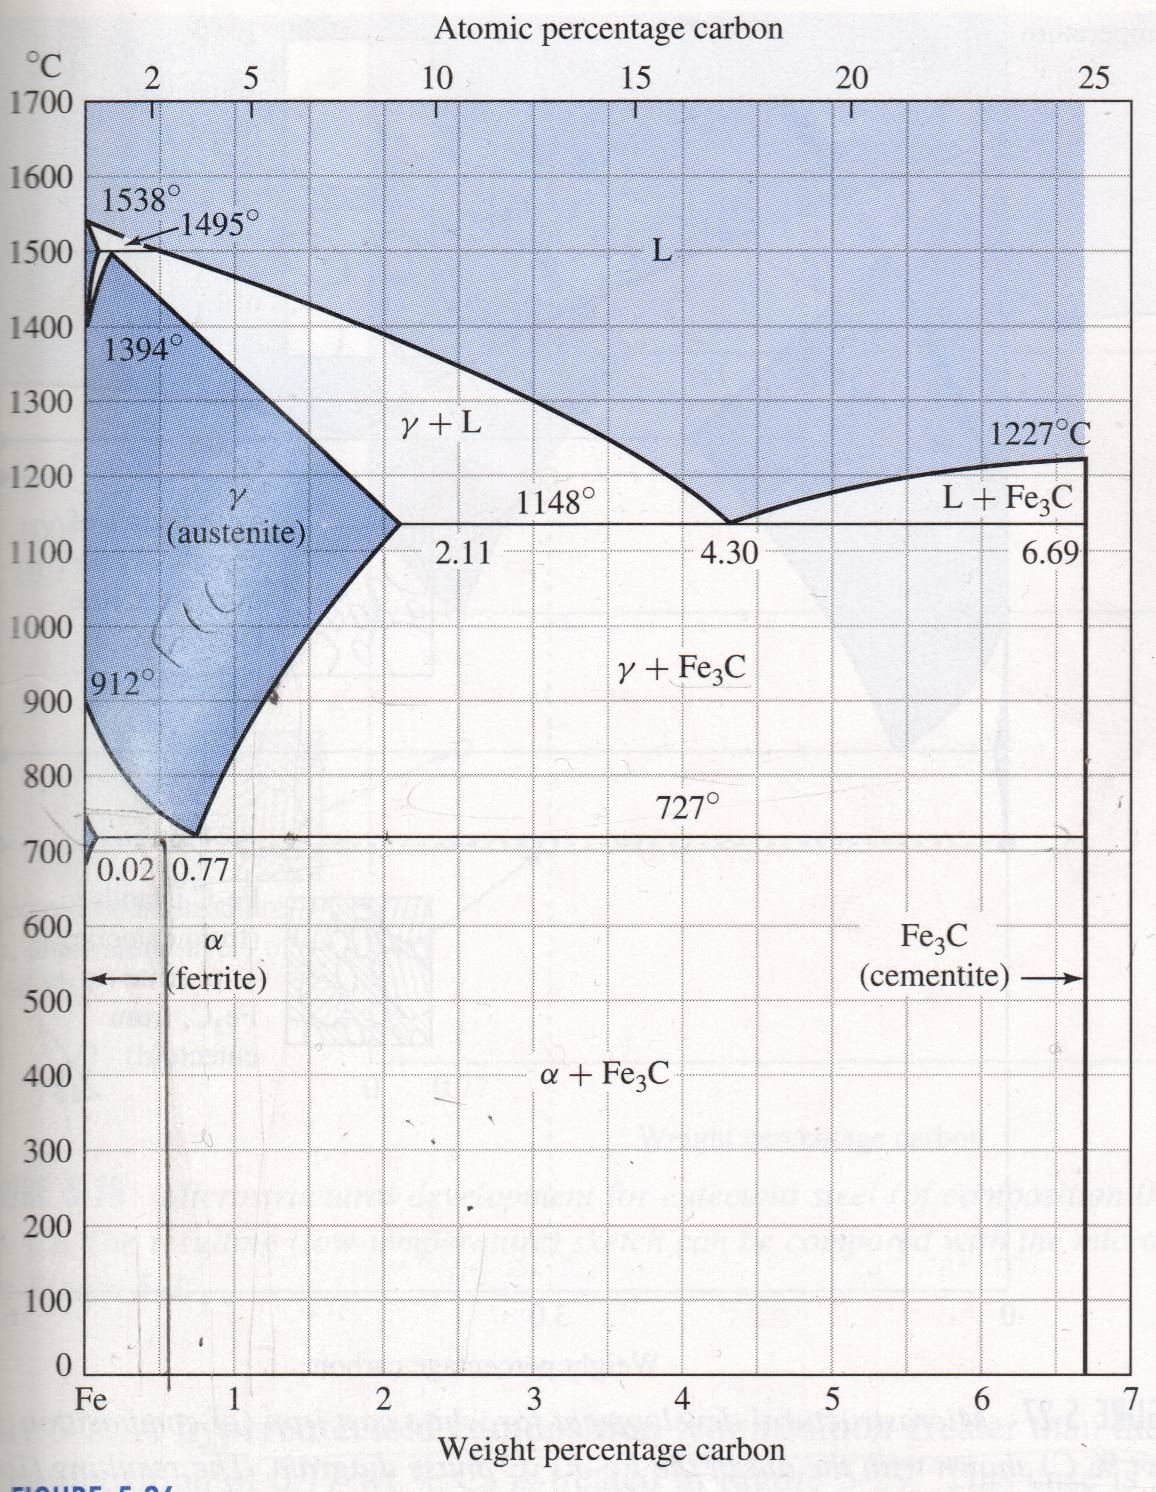 Atomic percentage carbon
°C
2 5 10 15 20 25
1700
1600
1538°
1495°
1500
L
1400
1394°
1300
γ + L
1227°C
1200
γ
1148°
L + Fe₃C
(austenite)
1100
2.11 4.30 6.69
1000
γ + Fe₃C
912°
900
800
727°
700
0.02 0.77
600
α
Fe₃C
(ferrite)
(cementite)
500
400
α + Fe₃C
300
200
100
0
Fe 1 2 3 4 5 6 7
Weight percentage carbon